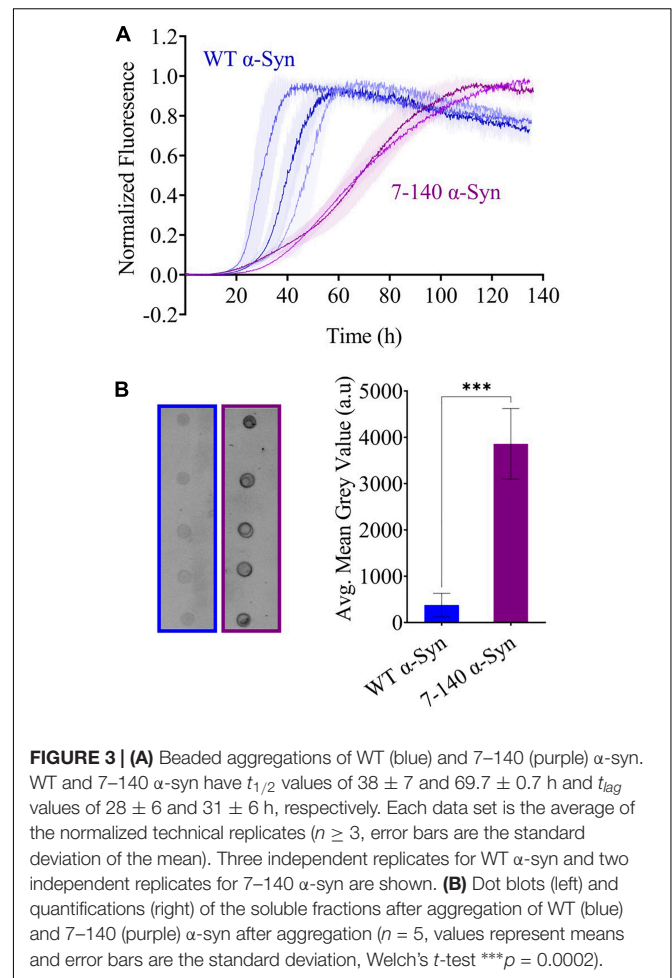 A
1.2
1.0
0.8
0.6
0.4
0.2
0.0
-0.2
Normalized Fluoresence
WT α-Syn
7-140 α-Syn
20 40 60 80 100 120 140
Time (h)
B
5000
4000
3000
2000
1000
0
Avg. Mean Grey Value (a.u)
***
WT α-Syn
7-140 α-Syn
FIGURE 3 | (A) Beaded aggregations of WT (blue) and 7–140 (purple) α-syn.
WT and 7–140 α-syn have t1/2 values of 38 ± 7 and 69.7 ± 0.7 h and tlag
values of 28 ± 6 and 31 ± 6 h, respectively. Each data set is the average of
the normalized technical replicates (n ≥ 3, error bars are the standard
deviation of the mean). Three independent replicates for WT α-syn and two
independent replicates for 7–140 α-syn are shown. (B) Dot blots (left) and
quantifications (right) of the soluble fractions after aggregation of WT (blue)
and 7–140 (purple) α-syn after aggregation (n = 5, values represent means
and error bars are the standard deviation, Welch's t-test ***p = 0.0002).